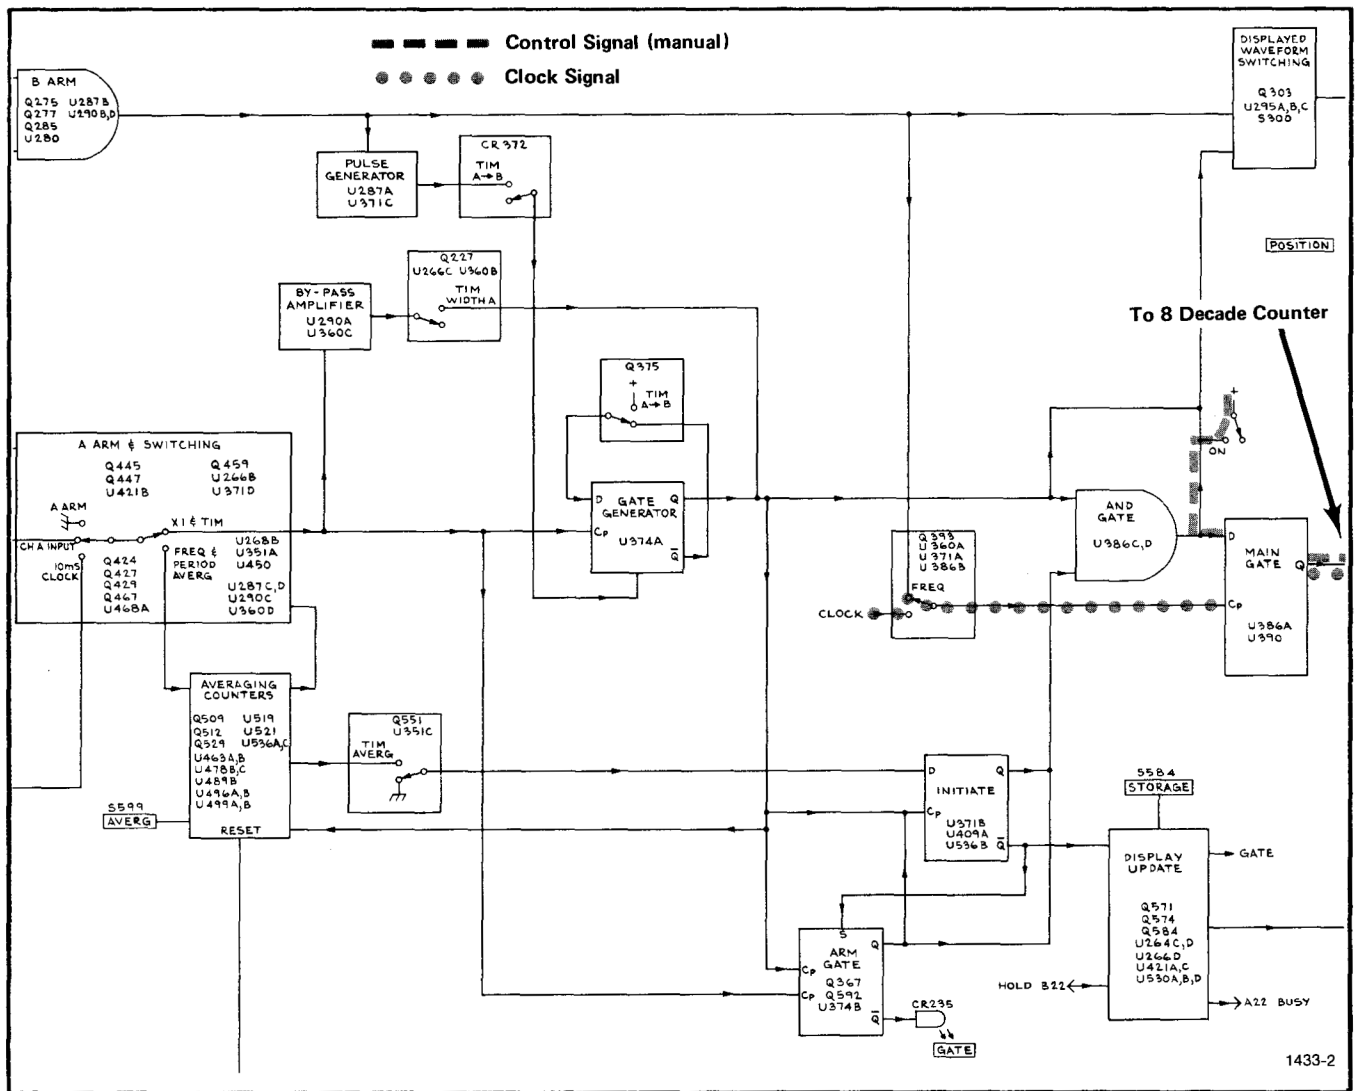 Control Signal (manual)
Clock Signal
B ARM
Q275 U287B
Q277 U290B,D
Q285
U280
DISPLAYED
WAVEFORM
SWITCHING
Q303
U295A,B,C
S300
PULSE
GENERATOR
U287A
U371C
CR372
TIM
A→B
POSITION
BY-PASS
AMPLIFIER
U290A
U360C
Q227
U266C U360B
TIM
WIDTH A
To 8 Decade Counter
Q375
+
TIM
A→B
+
ON
A ARM & SWITCHING
Q445 Q459
Q447 U266B
U421B U371D
A ARM
X1 & TIM
CH A INPUT
10ms
CLOCK
FREQ &
PERIOD
AVERG
Q424
Q427
Q429
Q467
U468A
U268B
U351A
U450
U287C,D
U290C
U360D
D GATE Q
GENERATOR
Cp
U374A
Q̅
AND
GATE
U386C,D
D
MAIN
GATE
Q
Cp
U386A
U390
Q393
U360A
U371A
U386B
FREQ
CLOCK
AVERAGING
COUNTERS
Q509 U519
Q512 U521
Q529 U536A,C
U463A,B
U478B,C
U489B
U496A,B
U499A,B
RESET
S599
AVERG
Q551
U351C
TIM
AVERG
D Q
INITIATE
Cp
U371B
U409A
U536B
Q̅
S584
STORAGE
DISPLAY
UPDATE
Q571
Q574
Q584
U264C,D
U266D
U421A,C
U530A,B,D
GATE
HOLD B22
A22 BUSY
S
ARM
GATE
Q
Cp
Q367
Q592
U374B
Cp
Q̅
CR235
GATE
1433-2